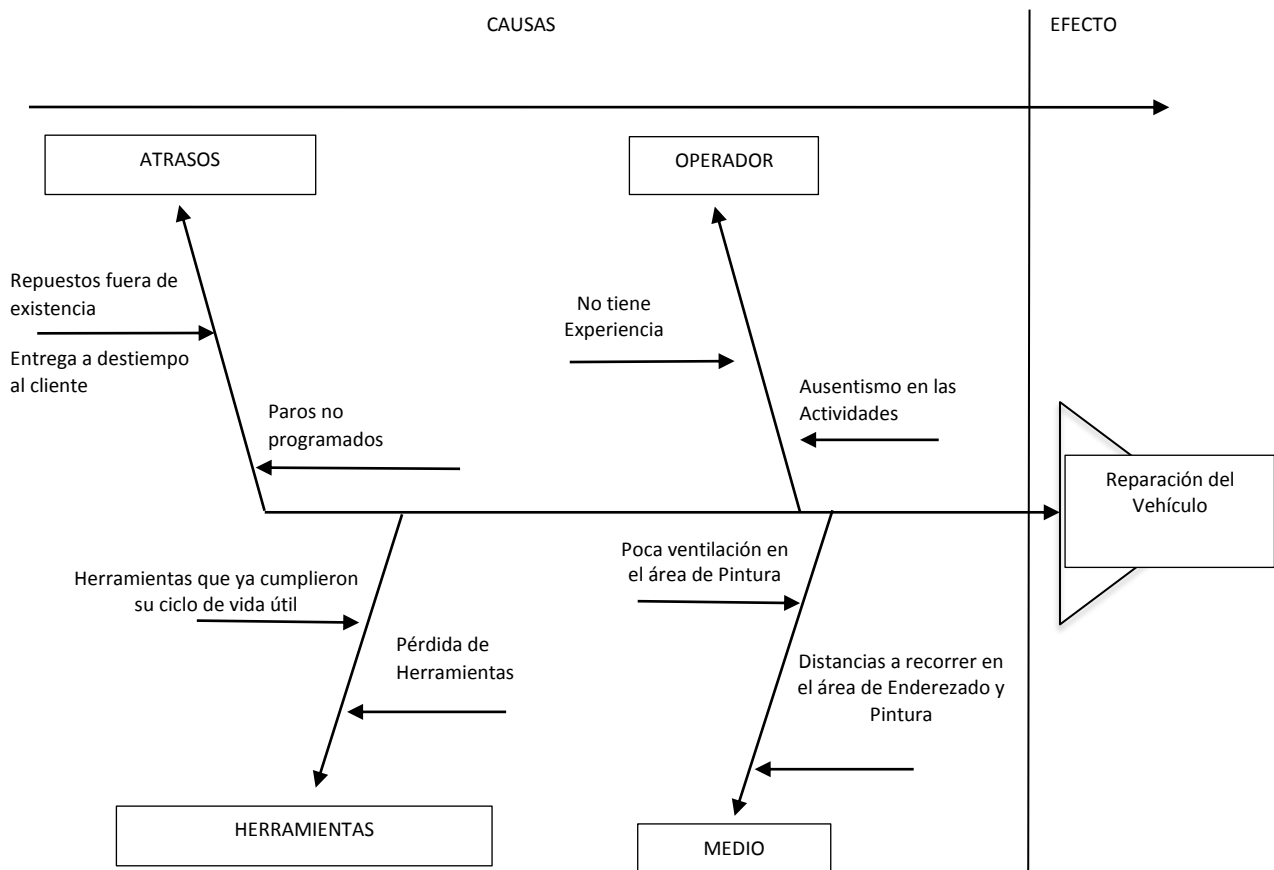 CAUSAS
EFECTO
ATRASOS
OPERADOR
Repuestos fuera de
existencia
Entrega a destiempo
al cliente
Paros no
programados
No tiene
Experiencia
Ausentismo en las
Actividades
Reparación del
Vehículo
Herramientas que ya cumplieron
su ciclo de vida útil
Pérdida de
Herramientas
Poca ventilación en
el área de Pintura
Distancias a recorrer en
el área de Enderezado y
Pintura
HERRAMIENTAS
MEDIO